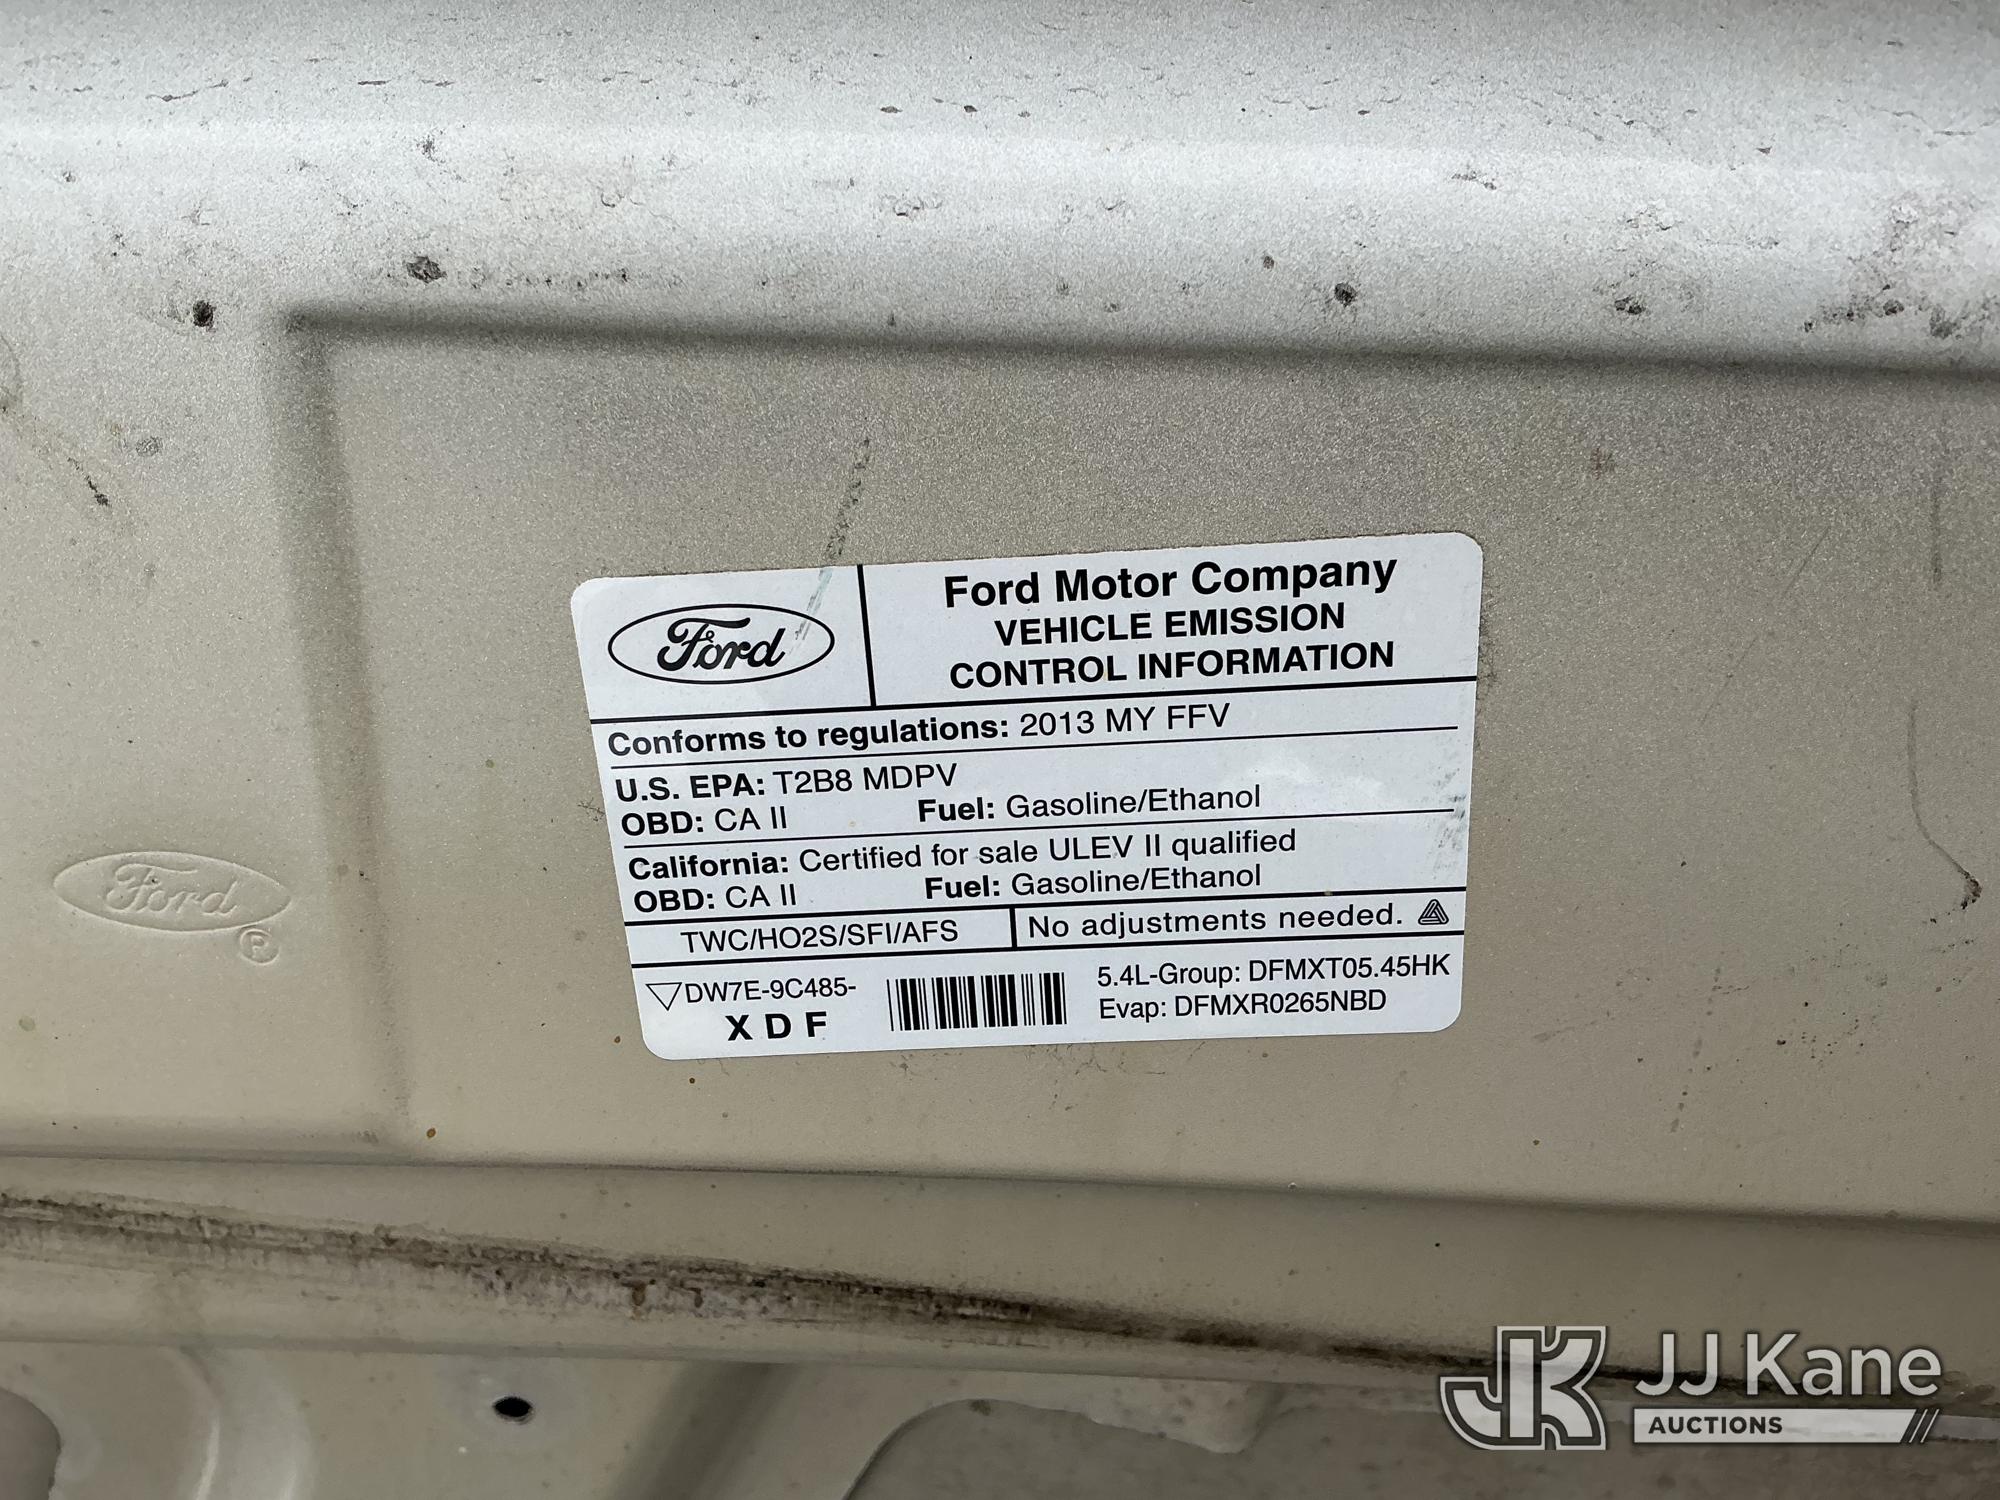 Ford
Ford Motor Company
VEHICLE EMISSION
CONTROL INFORMATION
Conforms to regulations: 2013 MY FFV
U.S. EPA: T2B8 MDPV
OBD: CA II Fuel: Gasoline/Ethanol
California: Certified for sale ULEV II qualified
OBD: CA II Fuel: Gasoline/Ethanol
TWC/HO2S/SFI/AFS No adjustments needed.
DW7E-9C485-
X D F
5.4L-Group: DFMXT05.45HK
Evap: DFMXR0265NBD
Ford ®
JK JJ Kane
AUCTIONS